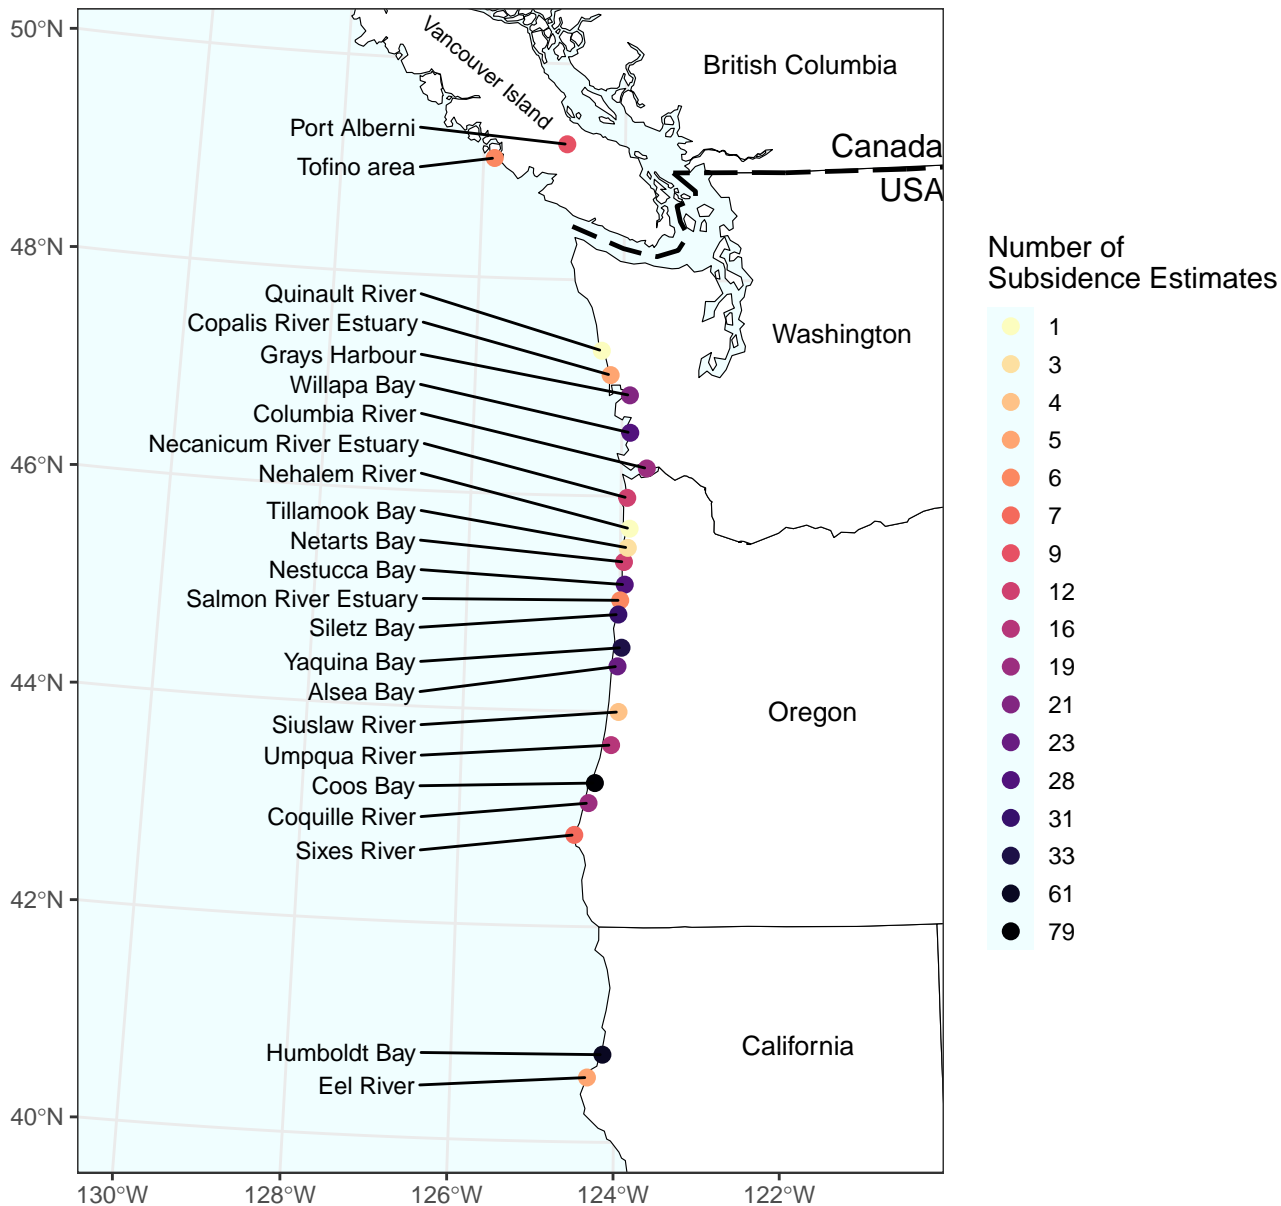 50°N
48°N
46°N
44°N
42°N
40°N
Vancouver Island
British Columbia
Port Alberni
Canada
Tofino area
USA
Quinault River
Copalis River Estuary
Washington
Grays Harbour
Willapa Bay
Columbia River
Necanicum River Estuary
Nehalem River
Tillamook Bay
Netarts Bay
Nestucca Bay
Salmon River Estuary
Siletz Bay
Yaquina Bay
Alsea Bay
Oregon
Siuslaw River
Umpqua River
Coos Bay
Coquille River
Sixes River
California
Humboldt Bay
Eel River
130°W
128°W
126°W
124°W
122°W
Number of
Subsidence Estimates
1
3
4
5
6
7
9
12
16
19
21
23
28
31
33
61
79